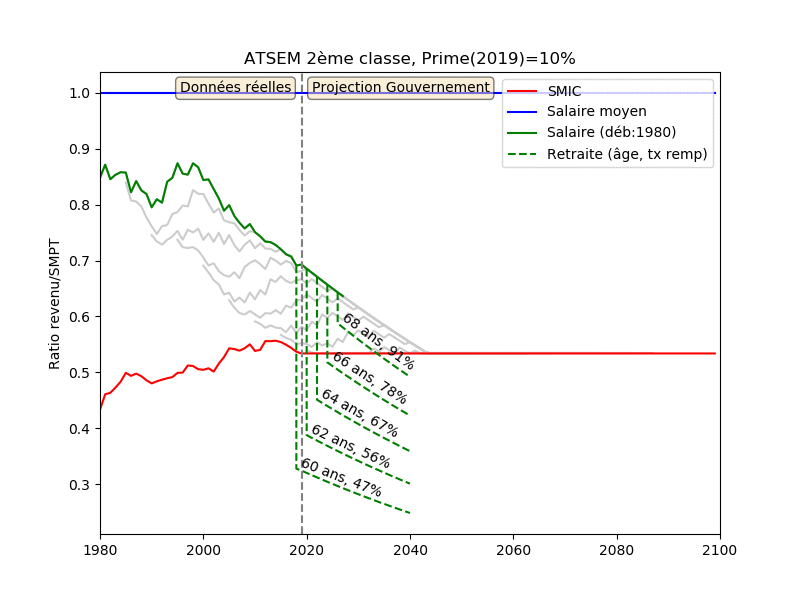 ATSEM 2ème classe, Prime(2019)=10%
Données réelles
Projection Gouvernement
SMIC
Salaire moyen
Salaire (déb:1980)
Retraite (âge, tx remp)
Ratio revenu/SMPT
1.0
0.9
0.8
0.7
0.6
0.5
0.4
0.3
68 ans, 91%
66 ans, 78%
64 ans, 67%
62 ans, 56%
60 ans, 47%
1980
2000
2020
2040
2060
2080
2100